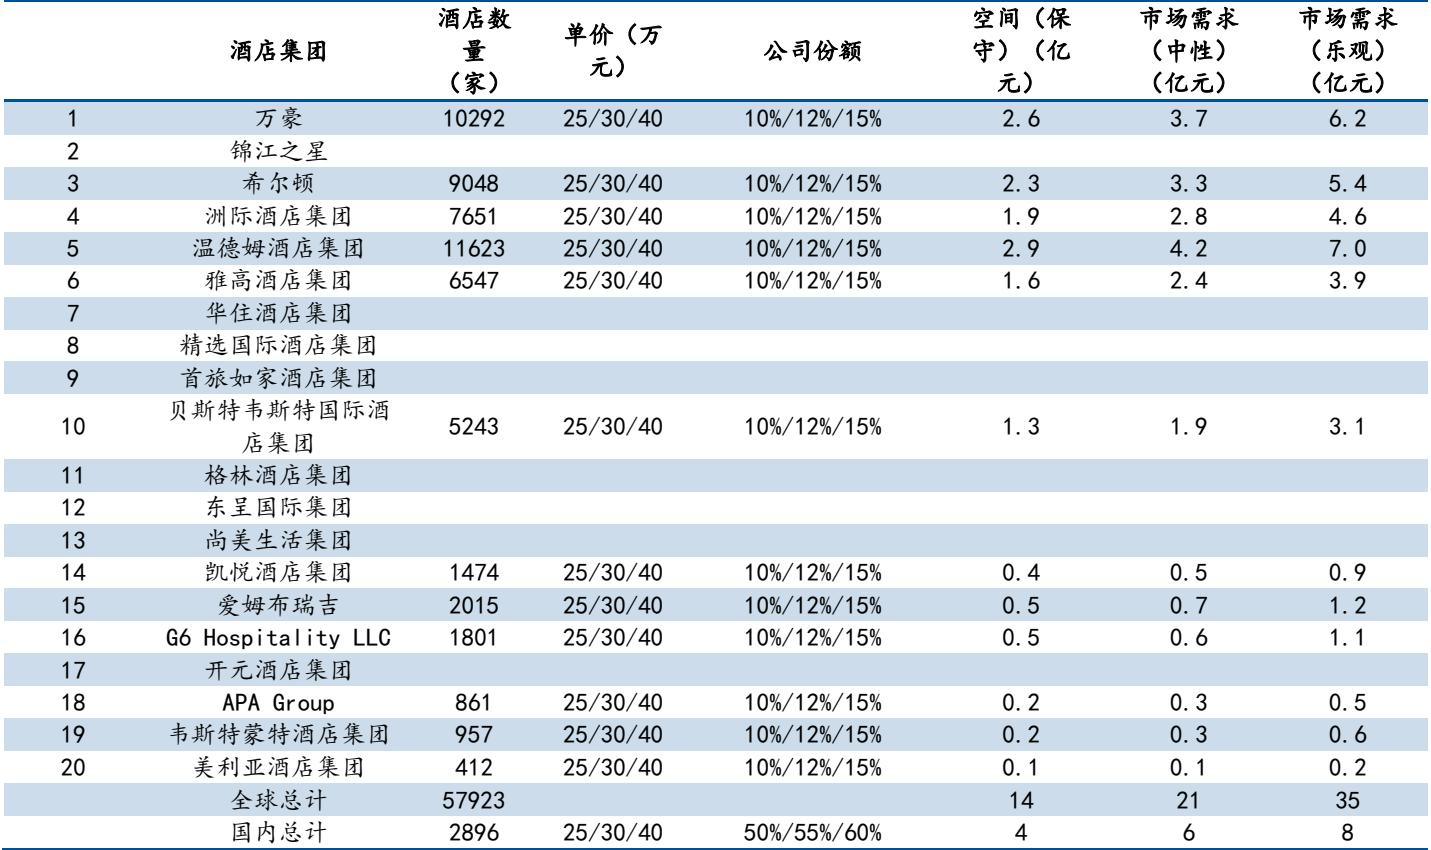 酒店集团 酒店数量（家） 单价（万元） 公司份额 空间（保守）（亿元） 市场需求（中性）（亿元） 市场需求（乐观）（亿元）
1 万豪 10292 25/30/40 10%/12%/15% 2.6 3.7 6.2
2 锦江之星
3 希尔顿 9048 25/30/40 10%/12%/15% 2.3 3.3 5.4
4 洲际酒店集团 7651 25/30/40 10%/12%/15% 1.9 2.8 4.6
5 温德姆酒店集团 11623 25/30/40 10%/12%/15% 2.9 4.2 7.0
6 雅高酒店集团 6547 25/30/40 10%/12%/15% 1.6 2.4 3.9
7 华住酒店集团
8 精选国际酒店集团
9 首旅如家酒店集团
10 贝斯特韦斯特国际酒店集团 5243 25/30/40 10%/12%/15% 1.3 1.9 3.1
11 格林酒店集团
12 东呈国际集团
13 尚美生活集团
14 凯悦酒店集团 1474 25/30/40 10%/12%/15% 0.4 0.5 0.9
15 爱姆布瑞吉 2015 25/30/40 10%/12%/15% 0.5 0.7 1.2
16 G6 Hospitality LLC 1801 25/30/40 10%/12%/15% 0.5 0.6 1.1
17 开元酒店集团
18 APA Group 861 25/30/40 10%/12%/15% 0.2 0.3 0.5
19 韦斯特蒙特酒店集团 957 25/30/40 10%/12%/15% 0.2 0.3 0.6
20 美利亚酒店集团 412 25/30/40 10%/12%/15% 0.1 0.1 0.2
全球总计 57923 14 21 35
国内总计 2896 25/30/40 50%/55%/60% 4 6 8